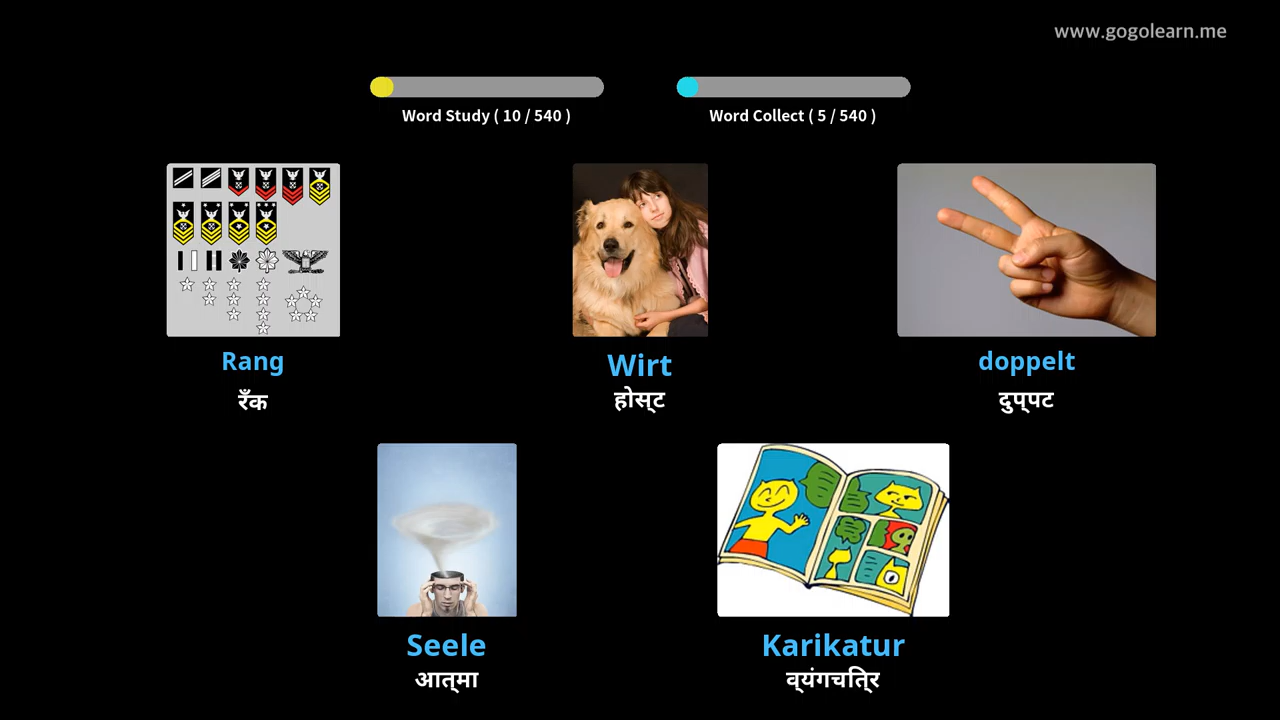 www.gogolearn.me
Word Study ( 10 / 540 )
Word Collect ( 5 / 540 )
Rang
रैंक
Wirt
होस्ट
doppelt
दुप्पट
Seele
आत्मा
Karikatur
व्यंगचित्र